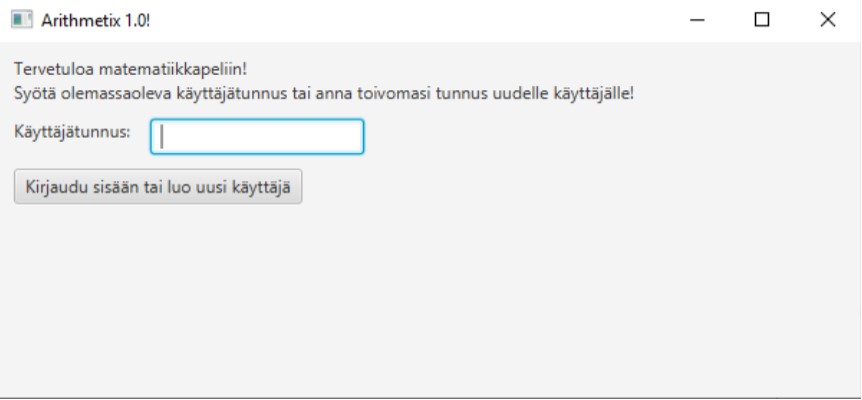 Arithmetix 1.0!
Tervetuloa matematiikkapeliin!
Syötä olemassaoleva käyttäjätunnus tai anna toivomasi tunnus uudelle käyttäjälle!
Käyttäjätunnus:
Kirjaudu sisään tai luo uusi käyttäjä